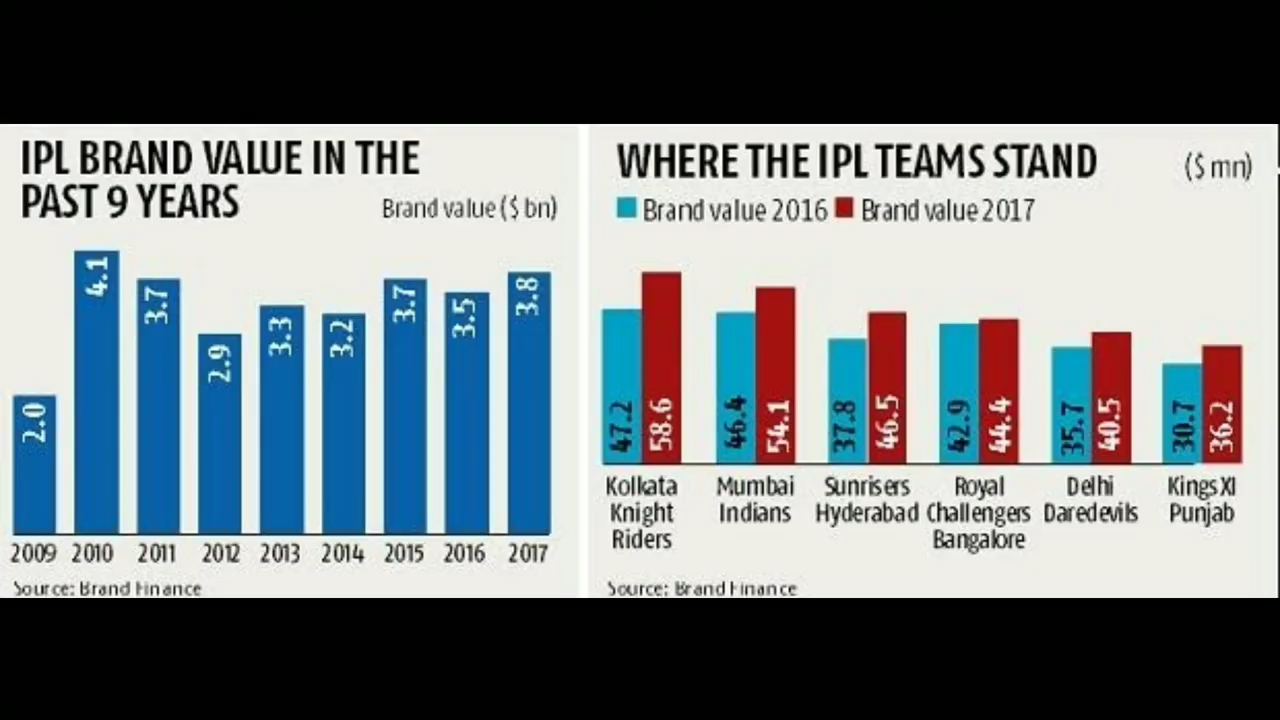 IPL BRAND VALUE IN THE
PAST 9 YEARS
Brand value ($ bn)
2.0
4.1
3.7
2.9
3.3
3.2
3.7
3.5
3.8
2009 2010 2011 2012 2013 2014 2015 2016 2017
Source: Brand Finance
WHERE THE IPL TEAMS STAND
($ mn)
Brand value 2016 Brand value 2017
47.2
58.6
46.4
54.1
37.8
46.5
42.9
44.4
35.7
40.5
30.7
36.2
Kolkata
Knight
Riders
Mumbai
Indians
Sunrisers
Hyderabad
Royal
Challengers
Bangalore
Delhi
Daredevils
Kings XI
Punjab
Source: Brand Finance